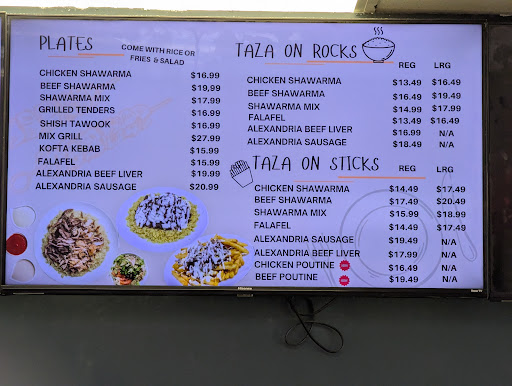 PLATES
COME WITH RICE OR
FRIES & SALAD
CHICKEN SHAWARMA $16.99
BEEF SHAWARMA $19,99
SHAWARMA MIX $17.99
GRILLED TENDERS $16.99
SHISH TAWOOK $16.99
MIX GRILL $27.99
KOFTA KEBAB $15.99
FALAFEL $15.99
ALEXANDRIA BEEF LIVER $19.99
ALEXANDRIA SAUSAGE $20.99
TAZA ON ROCKS
REG LRG
CHICKEN SHAWARMA $13.49 $16.49
BEEF SHAWARMA $16.49 $19.49
SHAWARMA MIX $14.99 $17.99
FALAFEL $13.49 $16.49
ALEXANDRIA BEEF LIVER $16.99 N/A
ALEXANDRIA SAUSAGE $18.49 N/A
TAZA ON STICKS
REG LRG
CHICKEN SHAWARMA $14.49 $17.49
BEEF SHAWARMA $17.49 $20.49
SHAWARMA MIX $15.99 $18.99
FALAFEL $14.49 $17.49
ALEXANDRIA SAUSAGE $19.49 N/A
ALEXANDRIA BEEF LIVER $17.99 N/A
CHICKEN POUTINE $16.49 N/A
BEEF POUTINE $19.49 N/A
Hisense
Roku TV